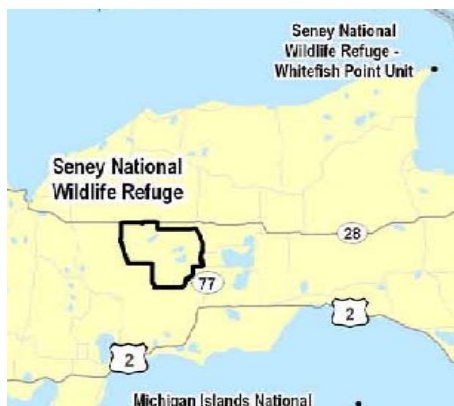 Seney National
Wildlife Refuge -
Whitefish Point Unit
Seney National
Wildlife Refuge
28
77
2
2
Michigan Islands National